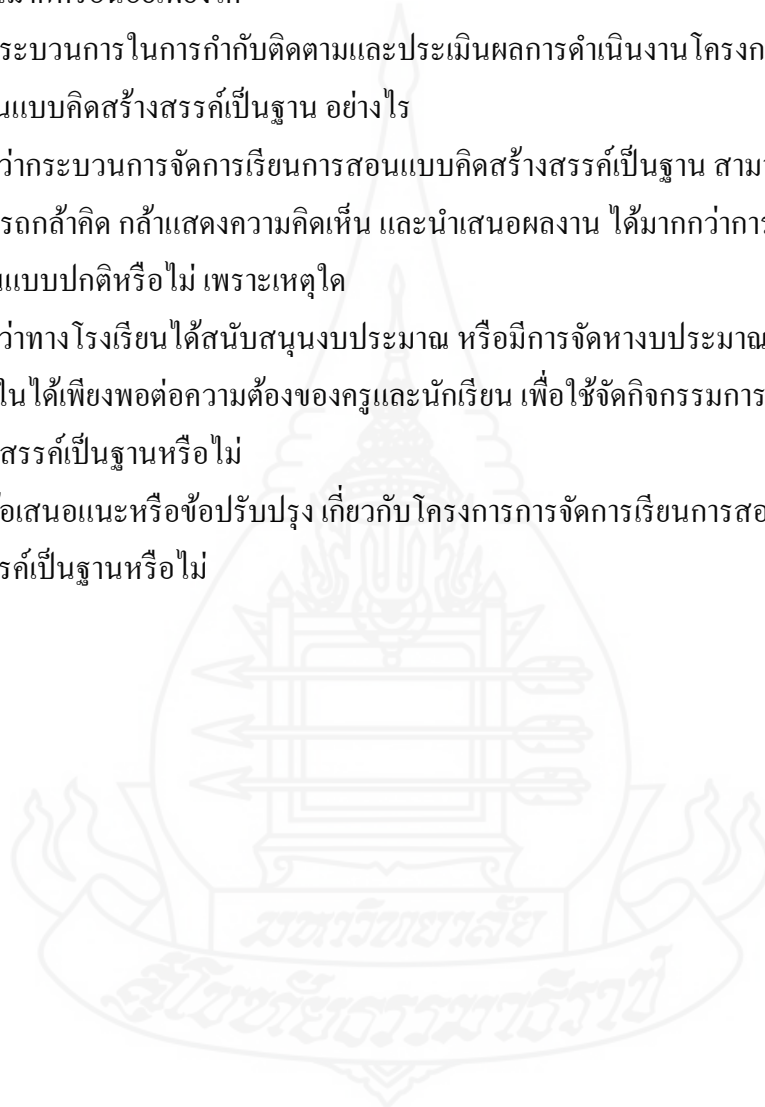 ระบวนการในการกำกับติดตามและประเมินผลการดำเนินงานโครงก
นแบบคิดสร้างสรรค์เป็นฐาน อย่างไร
ว่ากระบวนการจัดการเรียนการสอนแบบคิดสร้างสรรค์เป็นฐาน สามา
รถกล้าคิด กล้าแสดงความคิดเห็น และนำเสนอผลงาน ได้มากกว่าการ
นแบบปกติหรือไม่ เพราะเหตุใด
ว่าทางโรงเรียนได้สนับสนุนงบประมาณ หรือมีการจัดหางบประมาณ
ในได้เพียงพอต่อความต้องของครูและนักเรียน เพื่อใช้จัดกิจกรรมการ
สรรค์เป็นฐานหรือไม่
อเสนอแนะหรือข้อปรับปรุง เกี่ยวกับโครงการการจัดการเรียนการสอ
รค์เป็นฐานหรือไม่
มหาวิทยาลัย
สุโขทัยธรรมาธิราช